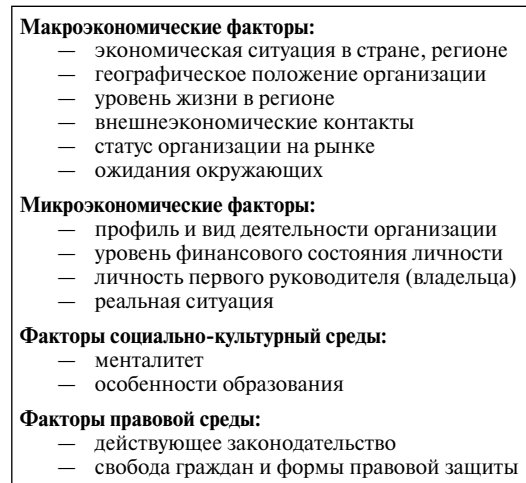 Макроэкономические факторы:
— экономическая ситуация в стране, регионе
— географическое положение организации
— уровень жизни в регионе
— внешнеэкономические контакты
— статус организации на рынке
— ожидания окружающих
Микроэкономические факторы:
— профиль и вид деятельности организации
— уровень финансового состояния личности
— личность первого руководителя (владельца)
— реальная ситуация
Факторы социально-культурный среды:
— менталитет
— особенности образования
Факторы правовой среды:
— действующее законодательство
— свобода граждан и формы правовой защиты